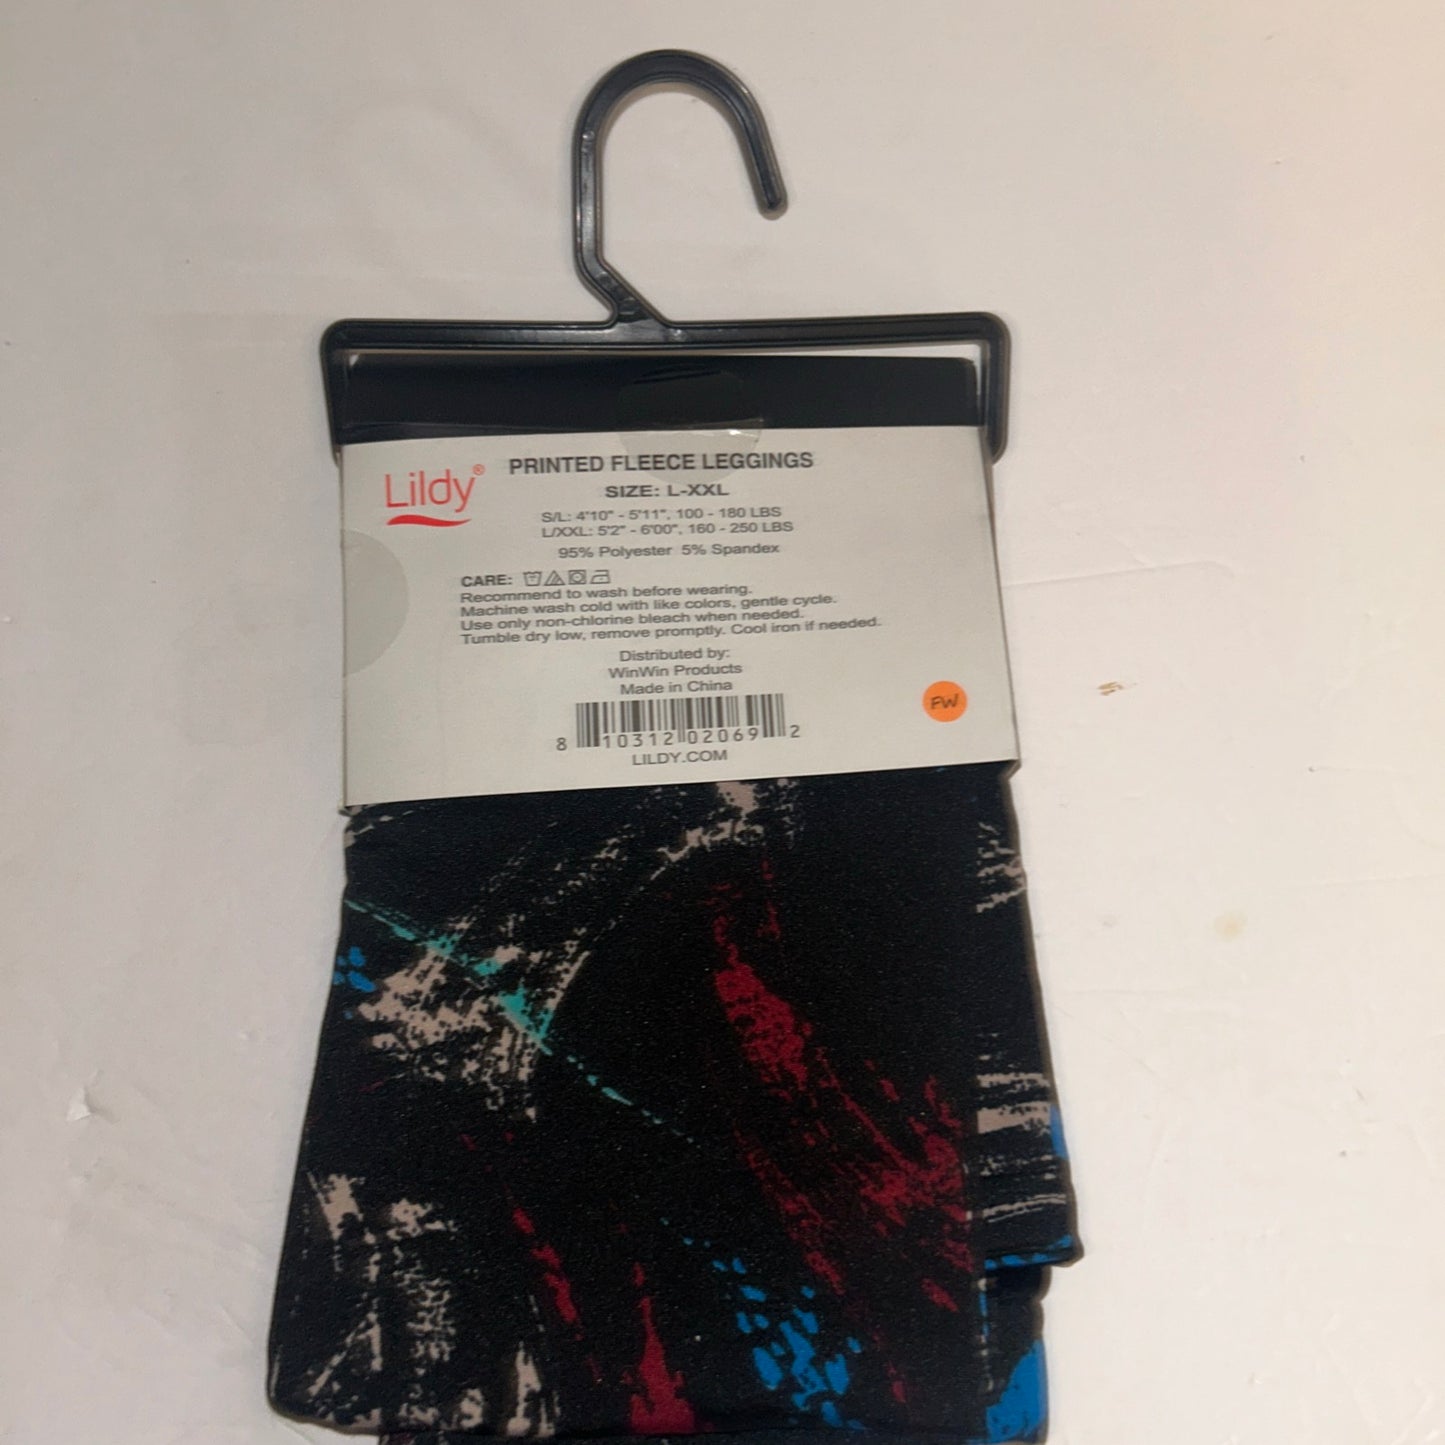 Lildy®
PRINTED FLEECE LEGGINGS
SIZE: L-XXL
S/L: 4'10" - 5'11", 100 - 180 LBS
L/XXL: 5'2" - 6'00", 160 - 250 LBS
95% Polyester 5% Spandex
CARE:
Recommend to wash before wearing.
Machine wash cold with like colors, gentle cycle.
Use only non-chlorine bleach when needed.
Tumble dry low, remove promptly. Cool iron if needed.
Distributed by:
WinWin Products
Made in China
FW
8 10312 02069 2
LILDY.COM